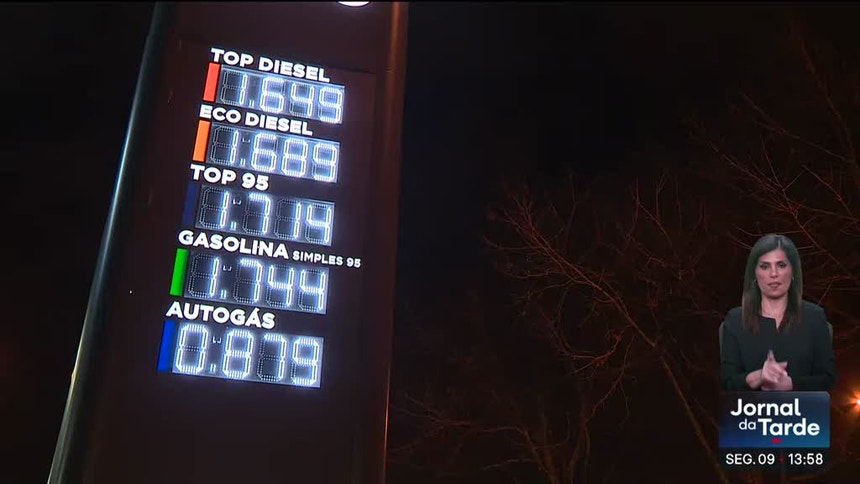 TOP DIESEL
1.649
ECO DIESEL
1.689
TOP 95
1.714
GASOLINA SIMPLES 95
1.744
AUTOGÁS
0.879
Jornal
da Tarde
SEG. 09 13:58